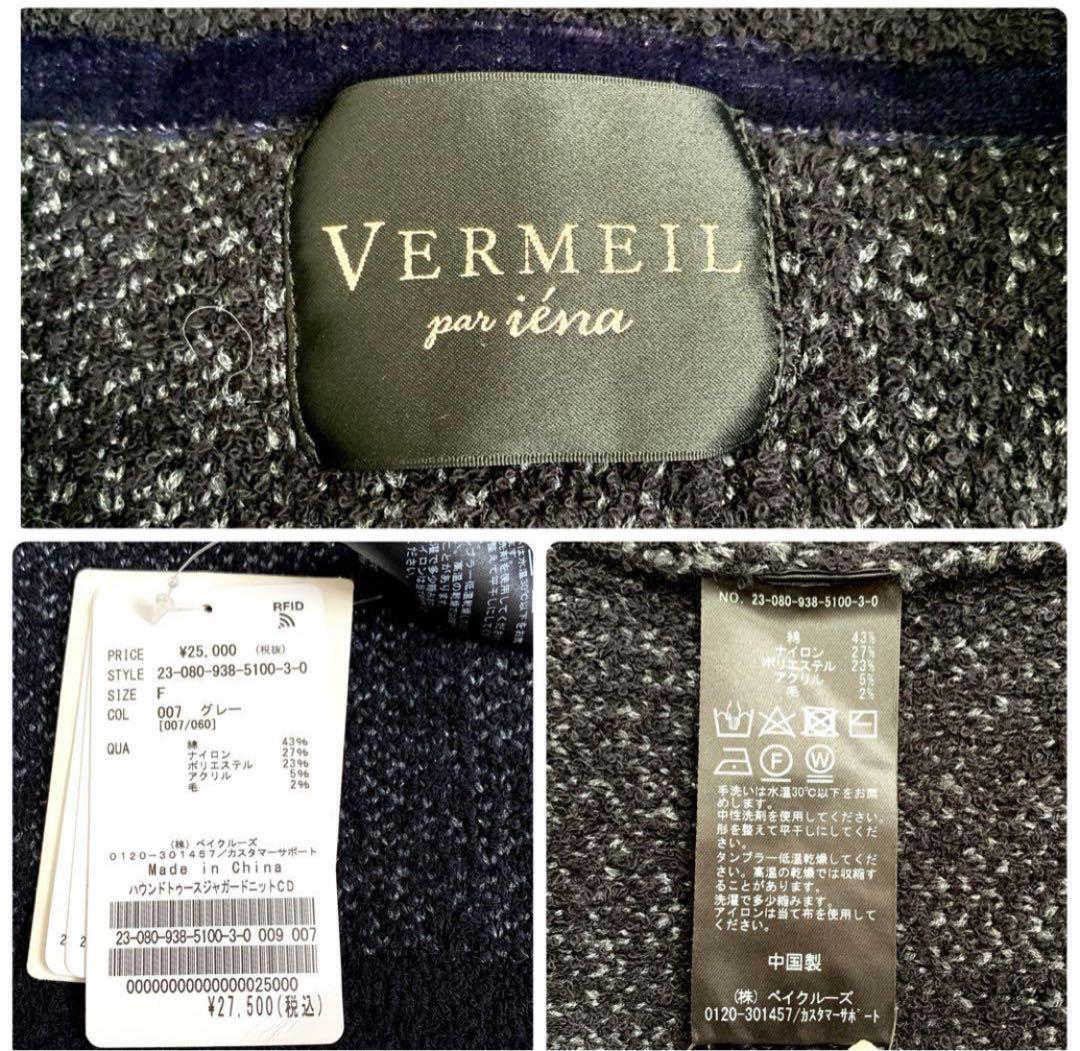 VERMEIL
par iéna
RFID
PRICE ¥25,000 (税抜)
STYLE 23-080-938-5100-3-0
SIZE F
COL 007 グレー
[007/060]
QUA 綿 43%
ナイロン 27%
ポリエステル 23%
アクリル 5%
毛 2%
(株) ベイクルーズ
0120-301457/カスタマーサポート
Made in China
ハウンドトゥースジャガードニットCD
23-080-938-5100-3-0 009 007
00000000000000025000
¥27,500(税込)
NO. 23-080-938-5100-3-0
綿 43%
ナイロン 27%
ポリエステル 23%
アクリル 5%
毛 2%
F
W
手洗いは水温30℃以下をお薦
めします。
中性洗剤を使用してください。
形を整えて平干しにしてくだ
さい。
タンブラー低温乾燥してくだ
さい。高温の乾燥では収縮す
ることがあります。
洗濯で多少縮みます。
アイロンは当て布を使用して
ください。
中国製
(株) ベイクルーズ
0120-301457/カスタマーサポート